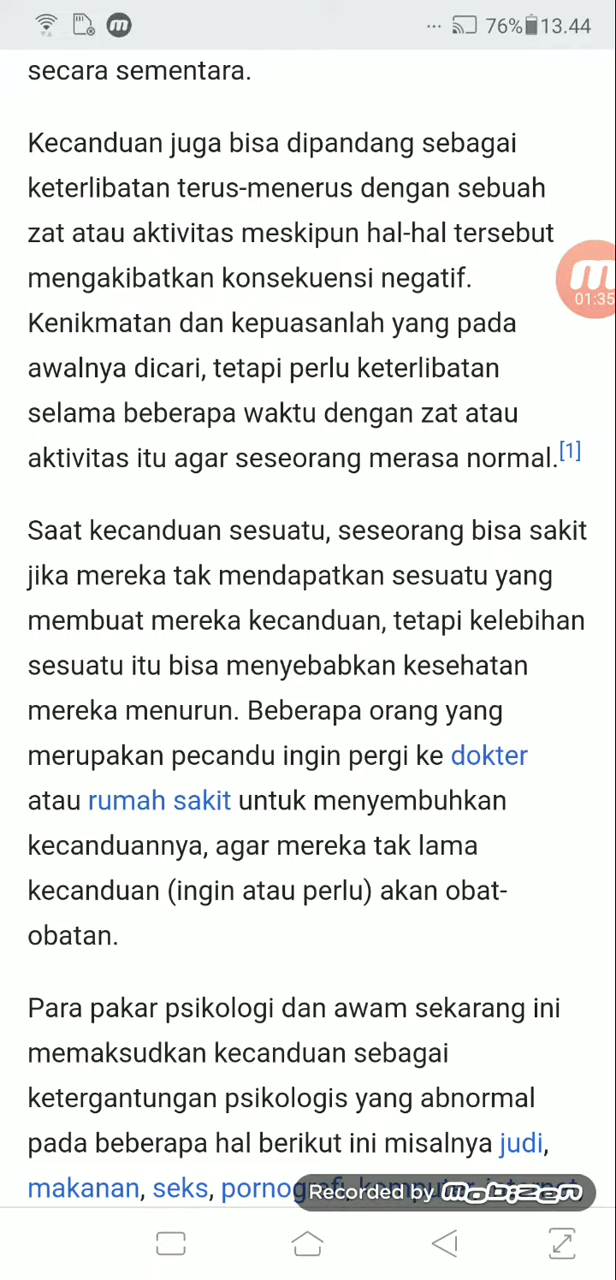 76% 13.44
secara sementara.
Kecanduan juga bisa dipandang sebagai
keterlibatan terus-menerus dengan sebuah
zat atau aktivitas meskipun hal-hal tersebut
mengakibatkan konsekuensi negatif.
01:35
Kenikmatan dan kepuasanlah yang pada
awalnya dicari, tetapi perlu keterlibatan
selama beberapa waktu dengan zat atau
aktivitas itu agar seseorang merasa normal.[1]
Saat kecanduan sesuatu, seseorang bisa sakit
jika mereka tak mendapatkan sesuatu yang
membuat mereka kecanduan, tetapi kelebihan
sesuatu itu bisa menyebabkan kesehatan
mereka menurun. Beberapa orang yang
merupakan pecandu ingin pergi ke dokter
atau rumah sakit untuk menyembuhkan
kecanduannya, agar mereka tak lama
kecanduan (ingin atau perlu) akan obat-
obatan.
Para pakar psikologi dan awam sekarang ini
memaksudkan kecanduan sebagai
ketergantungan psikologis yang abnormal
pada beberapa hal berikut ini misalnya judi,
makanan, seks, pornografi, komputer, internet
Recorded by mobizen